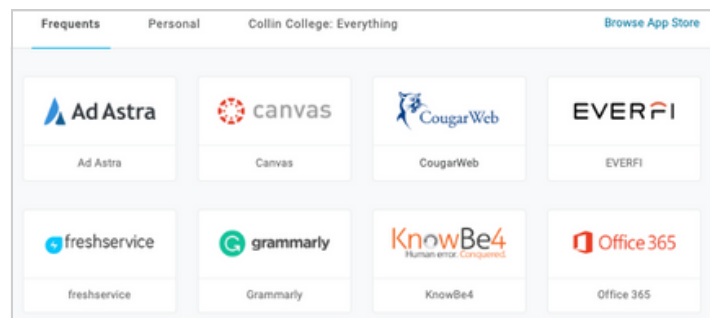 Frequents Personal Collin College: Everything Browse App Store
Ad Astra canvas CougarWeb EVERFI
Ad Astra Canvas CougarWeb EVERFI
freshservice grammarly KnowBe4 Office 365
Human error. Conquered.
freshservice Grammarly KnowBe4 Office 365